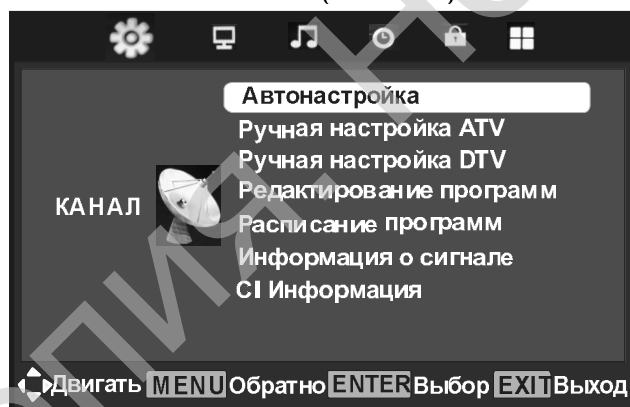 Автонастройка
Ручная настройка ATV
Ручная настройка DTV
Редактирование программ
Расписание программ
Информация о сигнале
CI Информация
КАНАЛ
Двигать MENU Обратно ENTER Выбор EXIT Выход